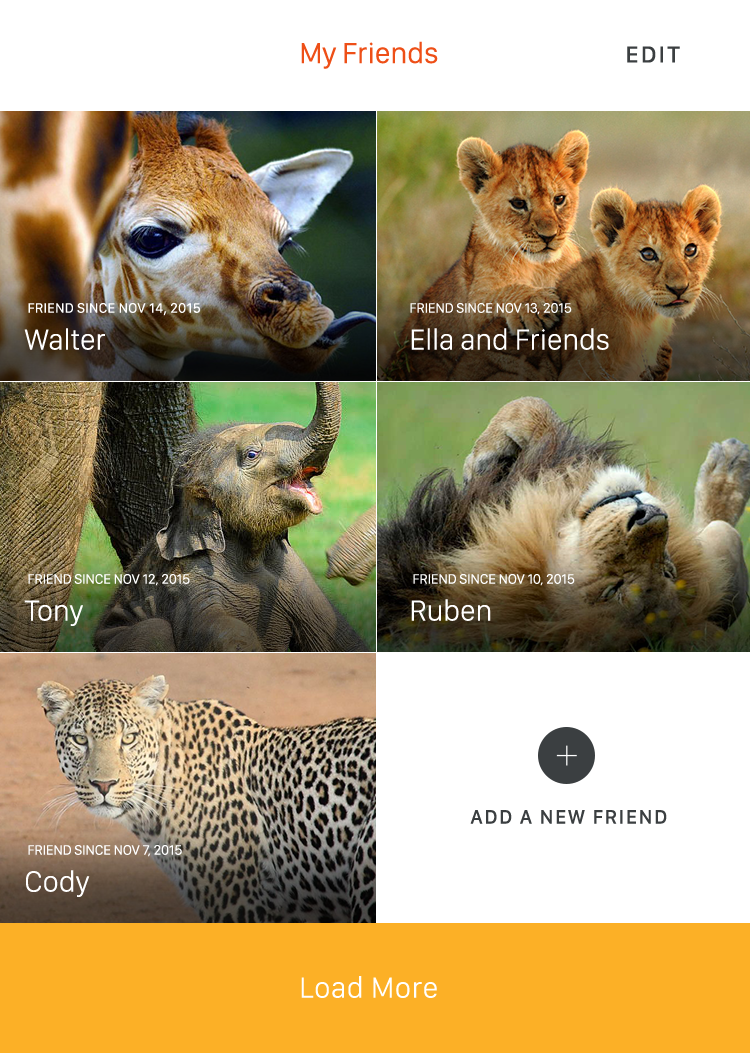 My Friends
EDIT
FRIEND SINCE NOV 14, 2015
Walter
FRIEND SINCE NOV 13, 2015
Ella and Friends
FRIEND SINCE NOV 12, 2015
Tony
FRIEND SINCE NOV 10, 2015
Ruben
FRIEND SINCE NOV 7, 2015
Cody
ADD A NEW FRIEND
Load More